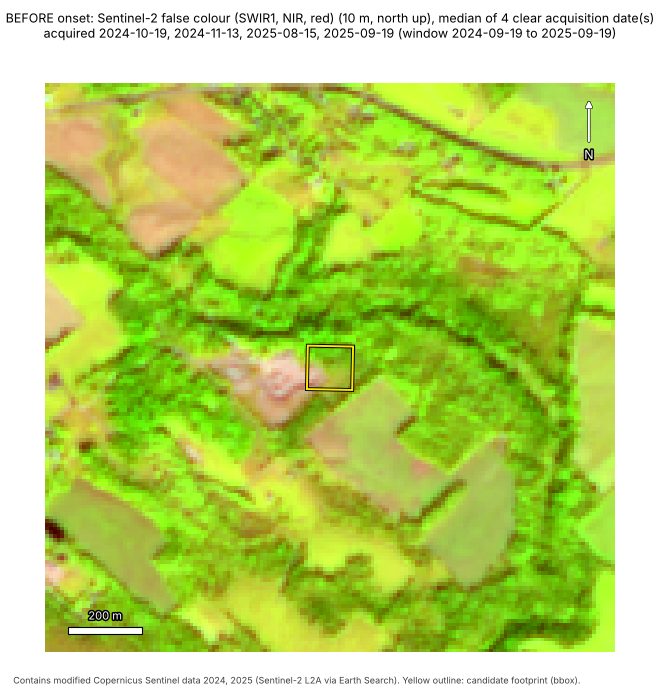 BEFORE onset: Sentinel-2 false colour (SWIR1, NIR, red) (10 m, north up), median of 4 clear acquisition date(s)
acquired 2024-10-19, 2024-11-13, 2025-08-15, 2025-09-19 (window 2024-09-19 to 2025-09-19)
N
200 m
Contains modified Copernicus Sentinel data 2024, 2025 (Sentinel-2 L2A via Earth Search). Yellow outline: candidate footprint (bbox).